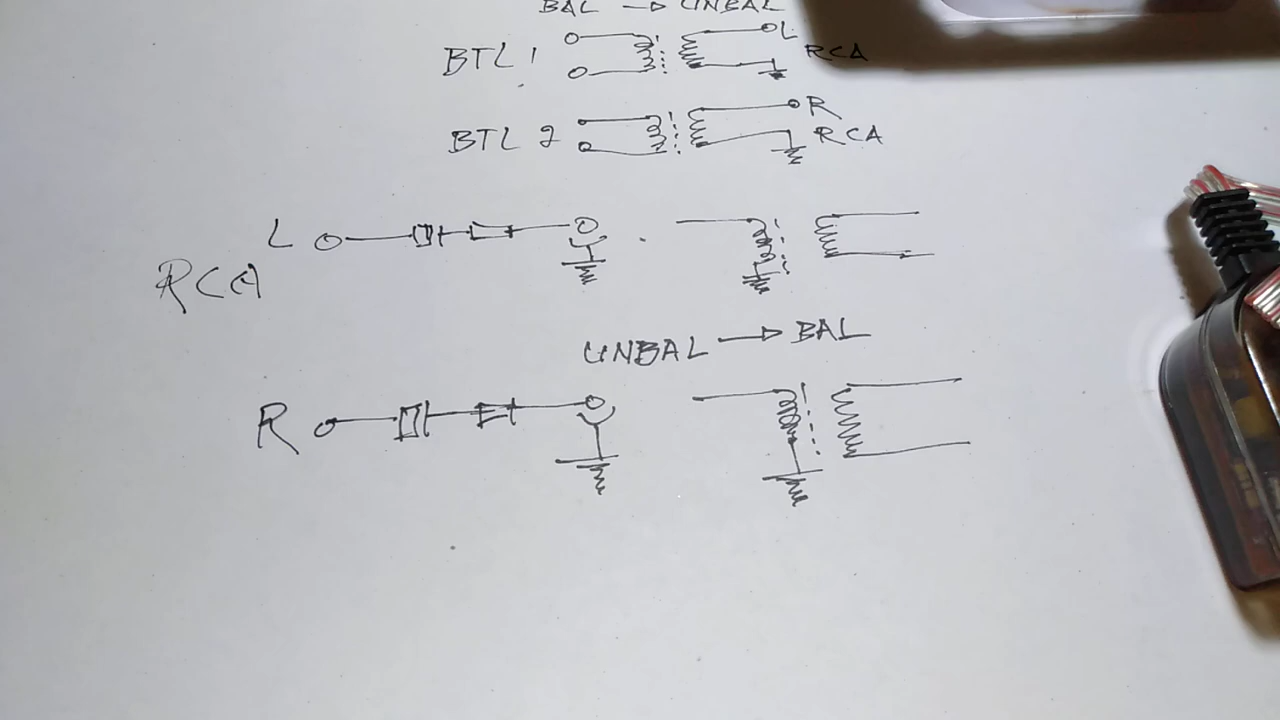 BAL → UNBAL
BTL 1 L RCA
BTL 2 R
RCA
L
RCA
UNBAL → BAL
R